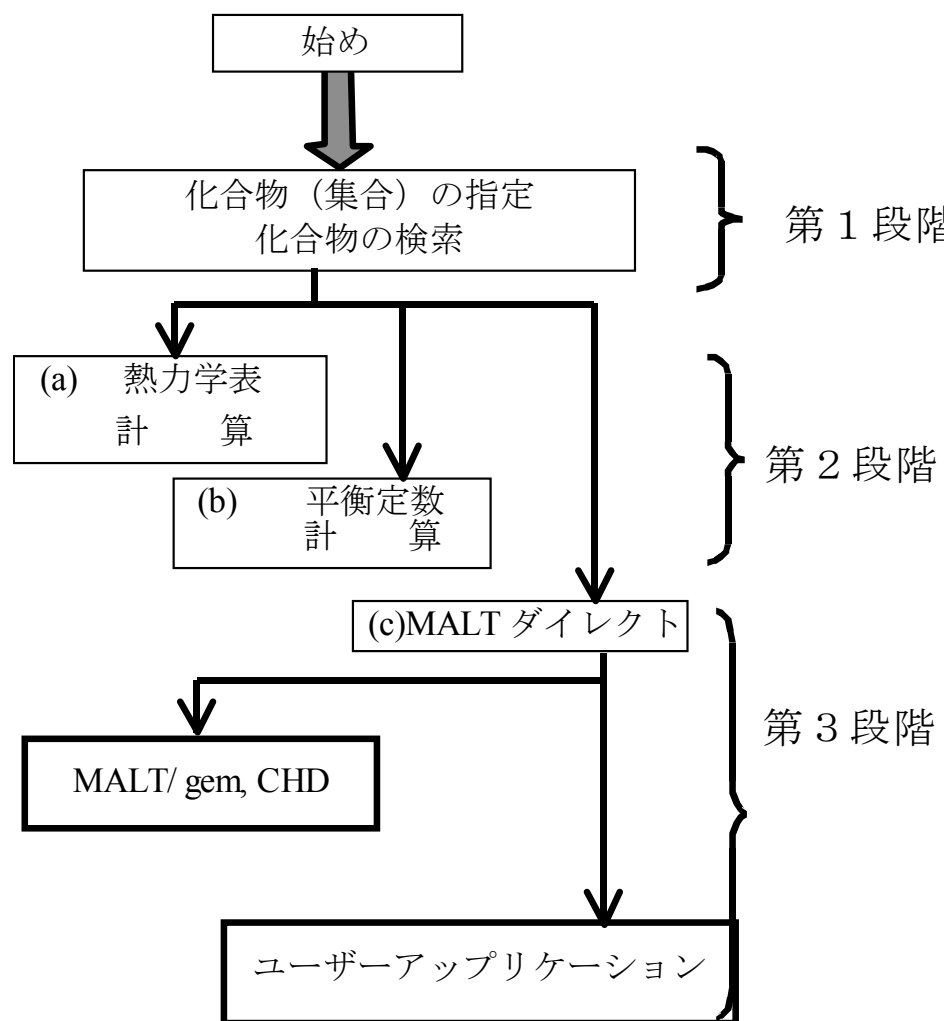 始め
化合物（集合）の指定
化合物の検索
第１段階
(a) 熱力学表
計 算
(b) 平衡定数
計 算
第２段階
(c)MALT ダイレクト
第３段階
MALT/ gem, CHD
ユーザーアップリケーション